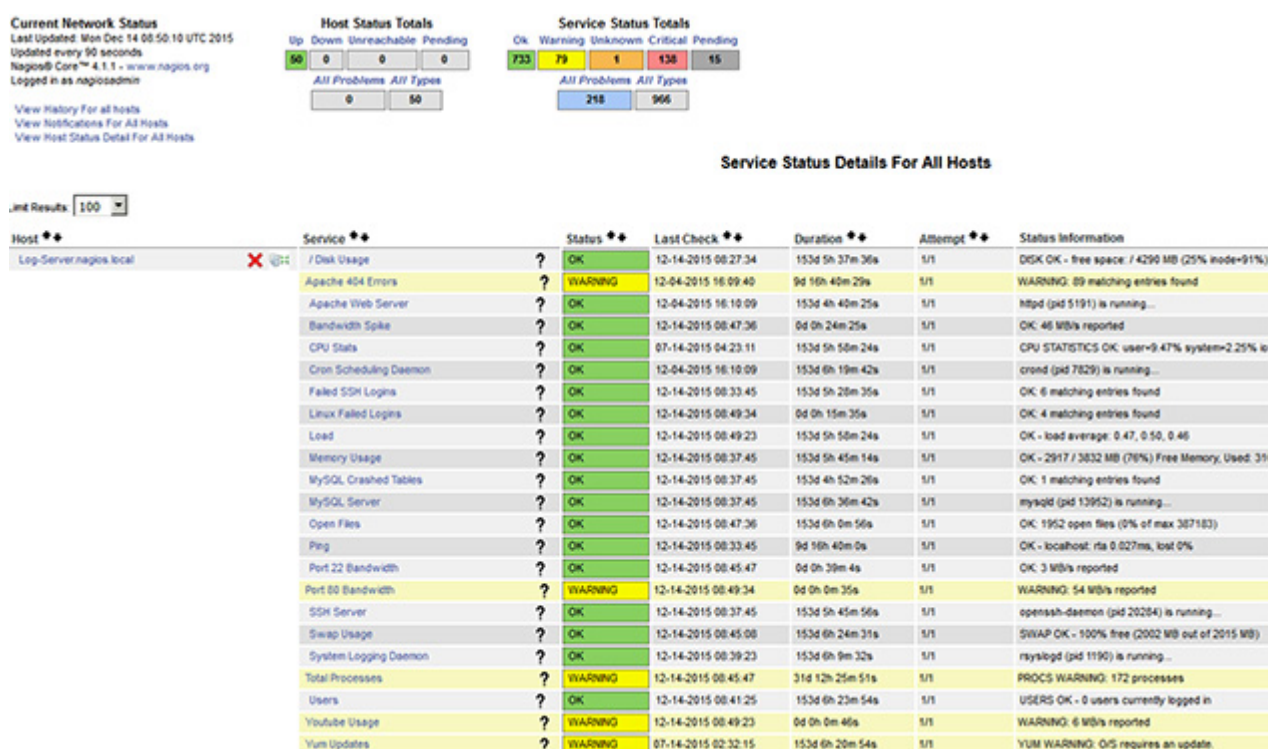 Current Network Status
Last Updated: Mon Dec 14 08:50:10 UTC 2015
Updated every 90 seconds
Nagios® Core™ 4.1.1 - www.nagios.org
Logged in as nagiosadmin
View History For all hosts
View Notifications For All Hosts
View Host Status Detail For All Hosts
Host Status Totals
Up Down Unreachable Pending
50 0 0 0
All Problems All Types
0 50
Service Status Totals
Ok Warning Unknown Critical Pending
733 79 1 138 15
All Problems All Types
218 966
Service Status Details For All Hosts
Limit Results: 100
Host Service Status Last Check Duration Attempt Status Information
Log-Server.nagios.local / Disk Usage ? OK 12-14-2015 08:27:34 153d 5h 37m 36s 1/1 DISK OK - free space: / 4290 MB (25% inode=91%)
Apache 404 Errors ? WARNING 12-04-2015 16:09:40 9d 16h 40m 29s 1/1 WARNING: 89 matching entries found
Apache Web Server ? OK 12-04-2015 16:10:09 153d 4h 40m 25s 1/1 httpd (pid 5191) is running...
Bandwidth Spike ? OK 12-14-2015 08:47:36 0d 0h 24m 25s 1/1 OK: 46 MB/s reported
CPU Stats ? OK 07-14-2015 04:23:11 153d 5h 58m 24s 1/1 CPU STATISTICS OK: user=9.47% system=2.25%
Cron Scheduling Daemon ? OK 12-04-2015 16:10:09 153d 6h 19m 42s 1/1 crond (pid 7829) is running...
Failed SSH Logins ? OK 12-14-2015 08:33:45 153d 5h 28m 35s 1/1 OK: 6 matching entries found
Linux Failed Logins ? OK 12-14-2015 08:49:34 0d 0h 15m 35s 1/1 OK: 4 matching entries found
Load ? OK 12-14-2015 08:49:23 153d 5h 58m 24s 1/1 OK - load average: 0.47, 0.50, 0.46
Memory Usage ? OK 12-14-2015 08:37:45 153d 5h 45m 14s 1/1 OK - 2917 / 3832 MB (76%) Free Memory, Used:
MySQL Crashed Tables ? OK 12-14-2015 08:37:45 153d 4h 52m 26s 1/1 OK: 1 matching entries found
MySQL Server ? OK 12-14-2015 08:37:45 153d 6h 36m 42s 1/1 mysqld (pid 13952) is running...
Open Files ? OK 12-14-2015 08:47:36 153d 6h 0m 56s 1/1 OK: 1952 open files (0% of max 387183)
Ping ? OK 12-14-2015 08:33:45 9d 16h 40m 0s 1/1 OK - localhost: rta 0.027ms, lost 0%
Port 22 Bandwidth ? OK 12-14-2015 08:45:47 0d 0h 39m 4s 1/1 OK: 3 MB/s reported
Port 80 Bandwidth ? WARNING 12-14-2015 08:49:34 0d 0h 0m 35s 1/1 WARNING: 54 MB/s reported
SSH Server ? OK 12-14-2015 08:37:45 153d 5h 45m 56s 1/1 openssh-daemon (pid 20284) is running...
Swap Usage ? OK 12-14-2015 08:45:08 153d 6h 24m 31s 1/1 SWAP OK - 100% free (2002 MB out of 2015 MB)
System Logging Daemon ? OK 12-14-2015 08:39:23 153d 6h 9m 32s 1/1 rsyslogd (pid 1190) is running...
Total Processes ? WARNING 12-14-2015 08:45:47 31d 12h 25m 51s 1/1 PROCS WARNING: 172 processes
Users ? OK 12-14-2015 08:41:25 153d 6h 23m 54s 1/1 USERS OK - 0 users currently logged in
Youtube Usage ? WARNING 12-14-2015 08:49:23 0d 0h 0m 46s 1/1 WARNING: 6 MB/s reported
Yum Updates ? WARNING 07-14-2015 02:32:15 153d 6h 20m 54s 1/1 YUM WARNING: O/S requires an update.